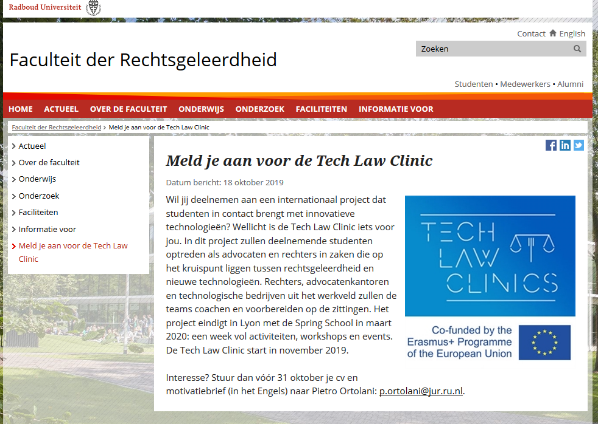 Radboud Universiteit
Contact English
Faculteit der Rechtsgeleerdheid
Zoeken
Studenten • Medewerkers • Alumni
HOME ACTUEEL OVER DE FACULTEIT ONDERWIJS ONDERZOEK FACILITEITEN INFORMATIE VOOR
Faculteit der Rechtsgeleerdheid > Meld je aan voor de Tech Law Clinic
Actueel
Over de faculteit
Onderwijs
Onderzoek
Faciliteiten
Informatie voor
Meld je aan voor de Tech Law
Clinic
Meld je aan voor de Tech Law Clinic
Datum bericht: 18 oktober 2019
Wil jij deelnemen aan een internationaal project dat
studenten in contact brengt met innovatieve
technologieën? Wellicht is de Tech Law Clinic iets voor
jou. In dit project zullen deelnemende studenten
optreden als advocaten en rechters in zaken die op
het kruispunt liggen tussen rechtsgeleerdheid en
nieuwe technologieën. Rechters, advocatenkantoren
en technologische bedrijven uit het werkveld zullen de
teams coachen en voorbereiden op de zittingen. Het
project eindigt in Lyon met de Spring School in maart
2020: een week vol activiteiten, workshops en events.
De Tech Law Clinic start in november 2019.
TECH
LAW
CLINICS
Co-funded by the
Erasmus+ Programme
of the European Union
Interesse? Stuur dan vóór 31 oktober je cv en
motivatiebrief (in het Engels) naar Pietro Ortolani: p.ortolani@jur.ru.nl.